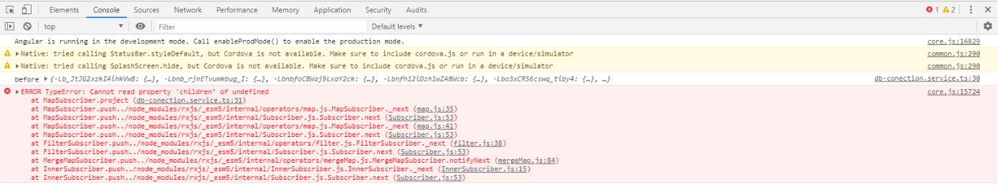 Elements Console Sources Network Performance Memory Application Security Audits 1 2
top Filter Default levels
Angular is running in the development mode. Call enableProdMode() to enable the production mode. core.js:16829
Native: tried calling StatusBar.styleDefault, but Cordova is not available. Make sure to include cordova.js or run in a device/simulator common.js:290
Native: tried calling SplashScreen.hide, but Cordova is not available. Make sure to include cordova.js or run in a device/simulator common.js:290
before {-Lb_JtJG2xzkIAihkVwB: {…}, -Lbnb_rjnETvumkbug_I: {…}, -LbnbfoCBWaj9lxaY2ck: {…}, -Lbnfh12iDzh1wZABWcb: {…}, -Lbo3xCRS6cswq_tiby4: {…}, …} db-conection.service.ts:30
ERROR TypeError: Cannot read property 'children' of undefined core.js:15724
at MapSubscriber.project (db-conection.service.ts:31)
at MapSubscriber.push../node_modules/rxjs/_esm5/internal/operators/map.js.MapSubscriber._next (map.js:35)
at MapSubscriber.push../node_modules/rxjs/_esm5/internal/Subscriber.js.Subscriber.next (Subscriber.js:53)
at MapSubscriber.push../node_modules/rxjs/_esm5/internal/operators/map.js.MapSubscriber._next (map.js:41)
at MapSubscriber.push../node_modules/rxjs/_esm5/internal/Subscriber.js.Subscriber.next (Subscriber.js:53)
at FilterSubscriber.push../node_modules/rxjs/_esm5/internal/operators/filter.js.FilterSubscriber._next (filter.js:38)
at FilterSubscriber.push../node_modules/rxjs/_esm5/internal/Subscriber.js.Subscriber.next (Subscriber.js:53)
at MergeMapSubscriber.push../node_modules/rxjs/_esm5/internal/operators/mergeMap.js.MergeMapSubscriber.notifyNext (mergeMap.js:84)
at InnerSubscriber.push../node_modules/rxjs/_esm5/internal/InnerSubscriber.js.InnerSubscriber._next (InnerSubscriber.js:15)
at InnerSubscriber.push../node_modules/rxjs/_esm5/internal/Subscriber.js.Subscriber.next (Subscriber.js:53)